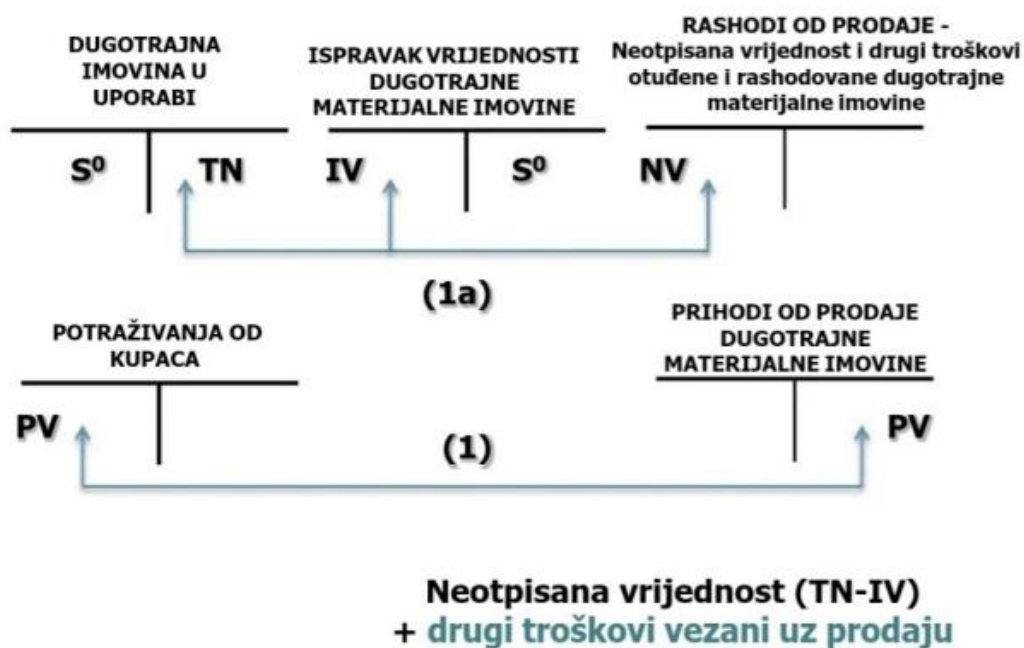 DUGOTRAJNA
IMOVINA U
UPORABI
ISPRAVAK VRIJEDNOSTI
DUGOTRAJNE
MATERIJALNE IMOVINE
RASHODI OD PRODAJE -
Neotpisana vrijednost i drugi troškovi
otuđene i rashodovane dugotrajne
materijalne imovine
S⁰ TN
IV S⁰
NV
(1a)
POTRAŽIVANJA OD
KUPACA
PRIHODI OD PRODAJE
DUGOTRAJNE
MATERIJALNE IMOVINE
PV
(1)
PV
Neotpisana vrijednost (TN-IV)
+ drugi troškovi vezani uz prodaju